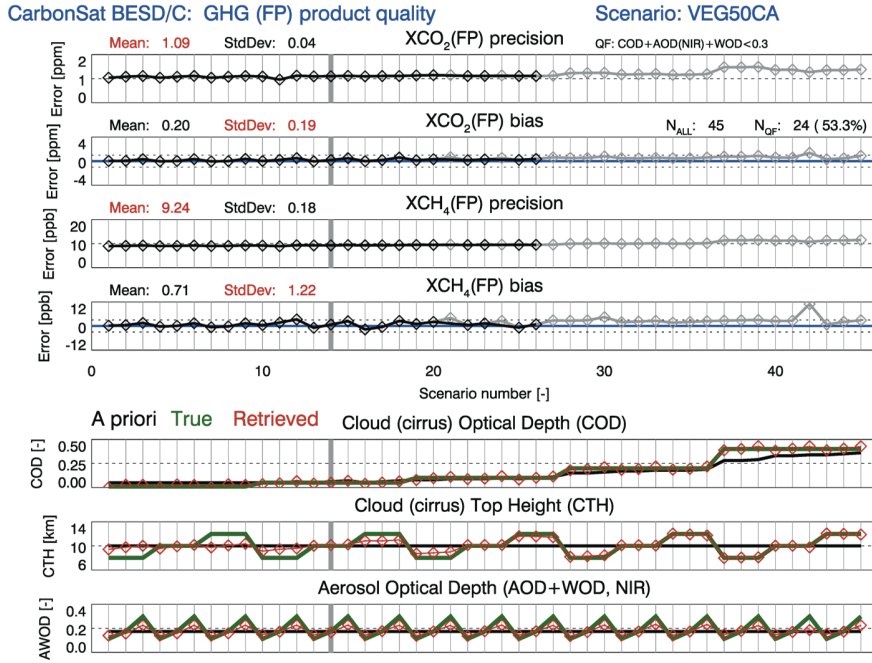 CarbonSat BESD/C: GHG (FP) product quality Scenario: VEG50CA
Mean: 1.09 StdDev: 0.04 XCO₂(FP) precision QF: COD+AOD(NIR)+WOD<0.3
Error [ppm]
2
1
0
Mean: 0.20 StdDev: 0.19 XCO₂(FP) bias N_ALL: 45 N_QF: 24 ( 53.3%)
Error [ppm]
4
0
-4
Mean: 9.24 StdDev: 0.18 XCH₄(FP) precision
Error [ppb]
20
10
0
Mean: 0.71 StdDev: 1.22 XCH₄(FP) bias
Error [ppb]
12
0
-12
0 10 20 30 40
Scenario number [-]
A priori True Retrieved Cloud (cirrus) Optical Depth (COD)
COD [-]
0.50
0.25
0.00
Cloud (cirrus) Top Height (CTH)
CTH [km]
14
10
6
Aerosol Optical Depth (AOD+WOD, NIR)
AWOD [-]
0.4
0.2
0.0